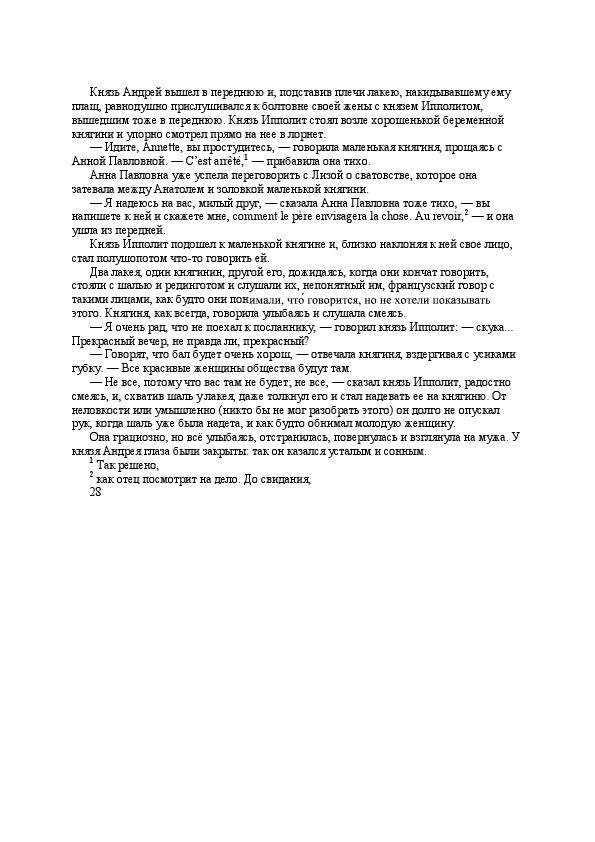 Князь Андрей вышел в переднюю и, подставив плечи лакею, накидывавшему ему
плащ, равнодушно прислушивался к болтовне своей жены с князем Ипполитом,
вышедшим тоже в переднюю. Князь Ипполит стоял возле хорошенькой беременной
княгини и упорно смотрел прямо на нее в лорнет.
— Идите, Annette, вы простудитесь, — говорила маленькая княгиня, прощаясь с
Анной Павловной. — C’est arrêté,¹ — прибавила она тихо.
Анна Павловна уже успела переговорить с Лизой о сватовстве, которое она
затевала между Анатолем и золовкой маленькой княгини.
— Я надеюсь на вас, милый друг, — сказала Анна Павловна тоже тихо, — вы
напишете к ней и скажете мне, comment le père envisagera la chose. Au revoir,² — и она
ушла из передней.
Князь Ипполит подошел к маленькой княгине и, близко наклоняя к ней свое лицо,
стал полушопотом что-то говорить ей.
Два лакея, один княгинин, другой его, дожидаясь, когда они кончат говорить,
стояли с шалью и рединготом и слушали их, непонятный им, французский говор с
такими лицами, как будто они понимали, что́ говорится, но не хотели показывать
этого. Княгиня, как всегда, говорила улыбаясь и слушала смеясь.
— Я очень рад, что не поехал к посланнику, — говорил князь Ипполит: — скука...
Прекрасный вечер, не правда ли, прекрасный?
— Говорят, что бал будет очень хорош, — отвечала княгиня, вздергивая с усиками
губку. — Все красивые женщины общества будут там.
— Не все, потому что вас там не будет; не все, — сказал князь Ипполит, радостно
смеясь, и, схватив шаль у лакея, даже толкнул его и стал надевать ее на княгиню. От
неловкости или умышленно (никто бы не мог разобрать этого) он долго не опускал
рук, когда шаль уже была надета, и как будто обнимал молодую женщину.
Она грациозно, но всё улыбаясь, отстранилась, повернулась и взглянула на мужа. У
князя Андрея глаза были закрыты: так он казался усталым и сонным.
¹ Так решено,
² как отец посмотрит на дело. До свидания,
28